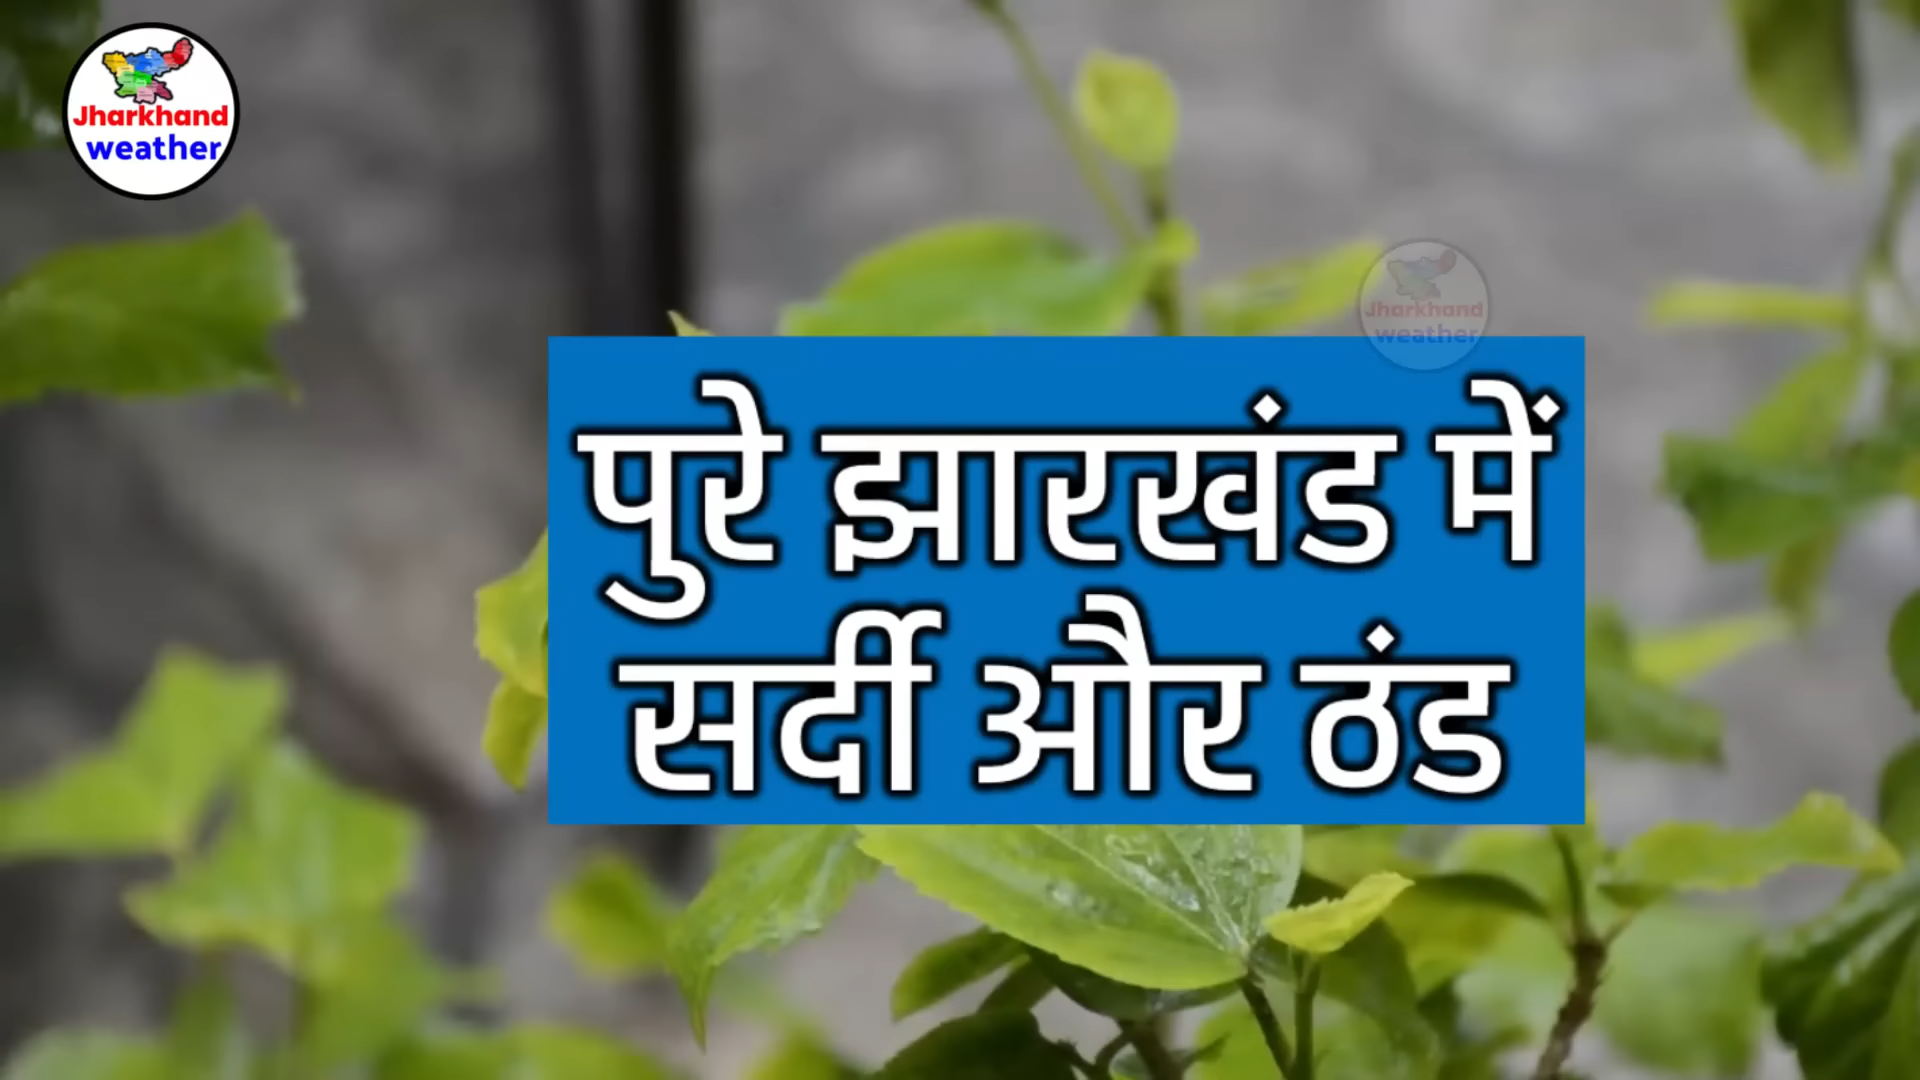 Jharkhand
weather
Jharkhand
weather
पुरे झारखंड में
सर्दी और ठंड